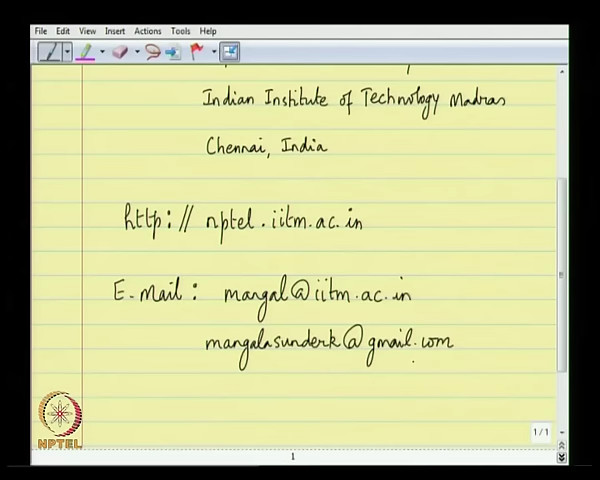 File Edit View Insert Actions Tools Help
Indian Institute of Technology Madras
Chennai, India
http:// nptel.iitm.ac.in
E-mail: mangal@iitm.ac.in
mangalasunderk@gmail.com
NPTEL
1/1
1